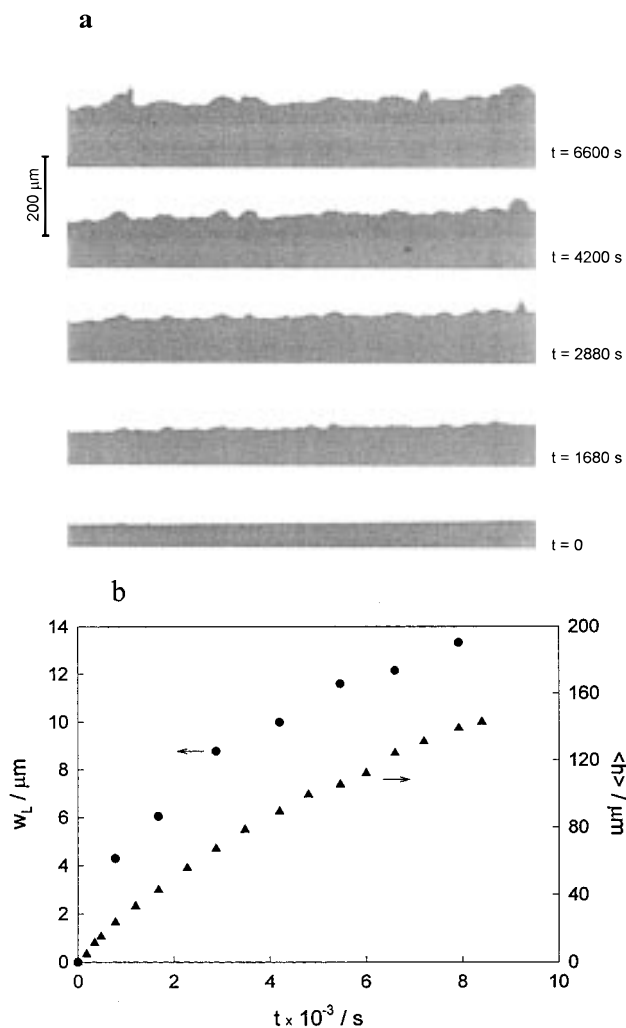 a
t = 6600 s
200 μm
t = 4200 s
t = 2880 s
t = 1680 s
t = 0
b
14
12
10
8
6
4
2
0
w_L / μm
200
160
120
80
40
0
<h> / μm
0
2
4
6
8
10
t × 10⁻³ / s